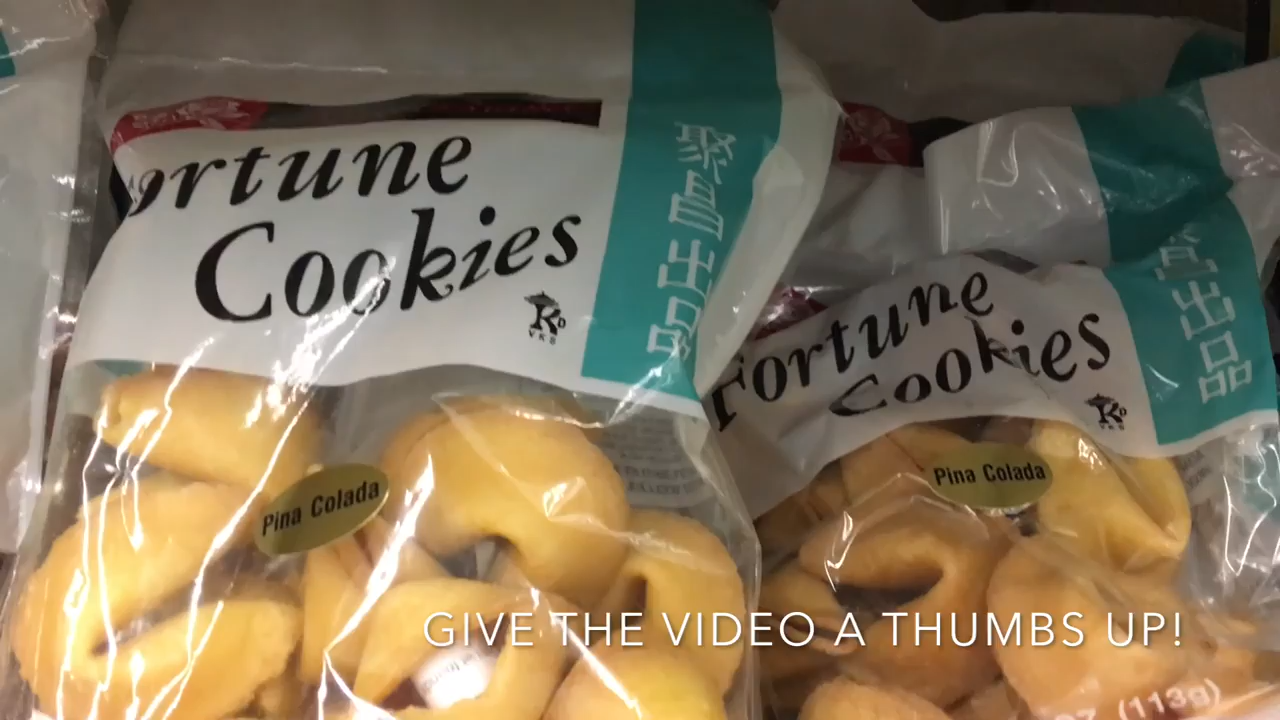 ortune
Cookies
聚昌出品
Pina Colada
Fortune
Cookies
出品
Pina Colada
GIVE THE VIDEO A THUMBS UP!
(113g)